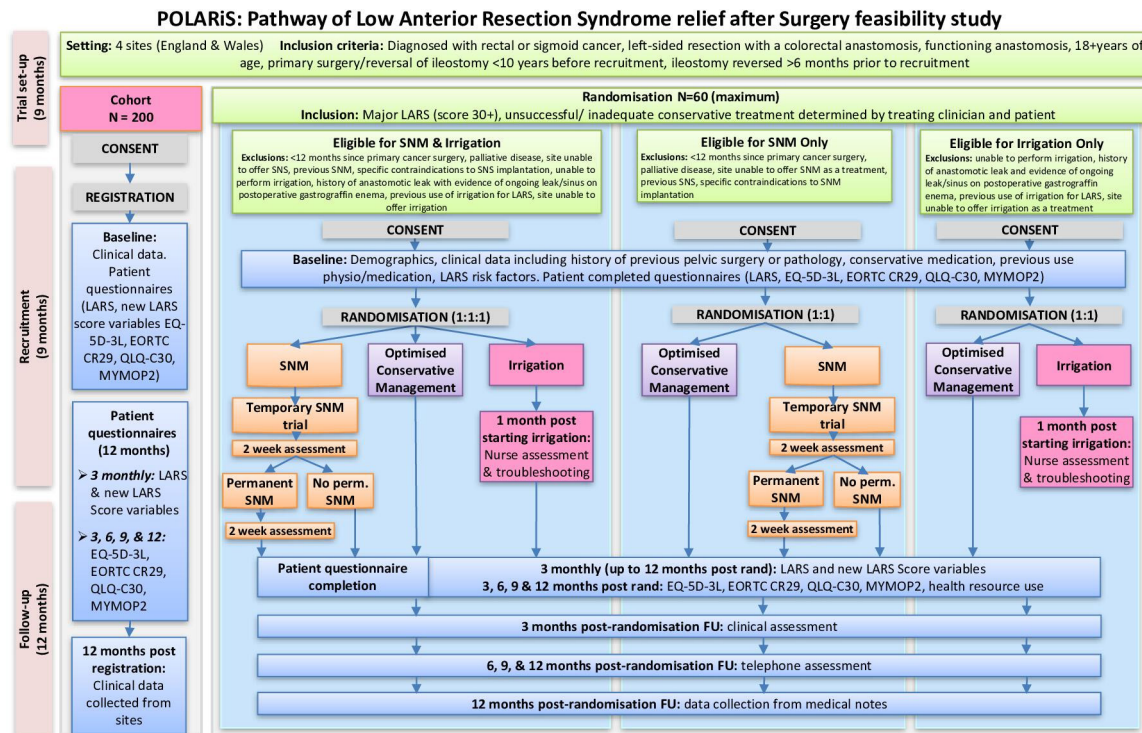 POLARiS: Pathway of Low Anterior Resection Syndrome relief after Surgery feasibility study
Trial set-up
(9 months)
Setting: 4 sites (England & Wales) Inclusion criteria: Diagnosed with rectal or sigmoid cancer, left-sided resection with a colorectal anastomosis, functioning anastomosis, 18+years of
age, primary surgery/reversal of ileostomy <10 years before recruitment, ileostomy reversed >6 months prior to recruitment
Cohort
N = 200
Randomisation N=60 (maximum)
Inclusion: Major LARS (score 30+), unsuccessful/ inadequate conservative treatment determined by treating clinician and patient
Recruitment
(9 months)
CONSENT
REGISTRATION
Baseline:
Clinical data.
Patient
questionnaires
(LARS, new LARS
score variables EQ-
5D-3L, EORTC
CR29, QLQ-C30,
MYMOP2)
Patient
questionnaires
(12 months)
➢ 3 monthly: LARS
& new LARS
Score variables
➢ 3, 6, 9, & 12:
EQ-5D-3L,
EORTC CR29,
QLQ-C30,
MYMOP2
12 months post
registration:
Clinical data
collected from
sites
Follow-up
(12 months)
Eligible for SNM & Irrigation
Exclusions: <12 months since primary cancer surgery, palliative disease, site unable
to offer SNS, previous SNM, specific contraindications to SNS implantation, unable to
perform irrigation, history of anastomotic leak with evidence of ongoing leak/sinus on
postoperative gastrograffin enema, previous use of irrigation for LARS, site unable to
offer irrigation
Eligible for SNM Only
Exclusions: <12 months since primary cancer surgery,
palliative disease, site unable to offer SNM as a treatment,
previous SNS, specific contraindications to SNM
implantation
Eligible for Irrigation Only
Exclusions: unable to perform irrigation, history
of anastomotic leak and evidence of ongoing
leak/sinus on postoperative gastrograffin
enema, previous use of irrigation for LARS, site
unable to offer irrigation as a treatment
CONSENT
CONSENT
CONSENT
Baseline: Demographics, clinical data including history of previous pelvic surgery or pathology, conservative medication, previous use
physio/medication, LARS risk factors. Patient completed questionnaires (LARS, EQ-5D-3L, EORTC CR29, QLQ-C30, MYMOP2)
RANDOMISATION (1:1:1)
RANDOMISATION (1:1)
RANDOMISATION (1:1)
SNM
Optimised
Conservative
Management
Irrigation
Temporary SNM
trial
2 week assessment
Permanent
SNM
No perm.
SNM
2 week assessment
1 month post
starting irrigation:
Nurse assessment
& troubleshooting
Optimised
Conservative
Management
SNM
Temporary SNM
trial
2 week assessment
Permanent
SNM
No perm.
SNM
2 week assessment
Optimised
Conservative
Management
Irrigation
1 month post
starting irrigation:
Nurse assessment
& troubleshooting
Patient questionnaire
completion
3 monthly (up to 12 months post rand): LARS and new LARS Score variables
3, 6, 9 & 12 months post rand: EQ-5D-3L, EORTC CR29, QLQ-C30, MYMOP2, health resource use
3 months post-randomisation FU: clinical assessment
6, 9, & 12 months post-randomisation FU: telephone assessment
12 months post-randomisation FU: data collection from medical notes